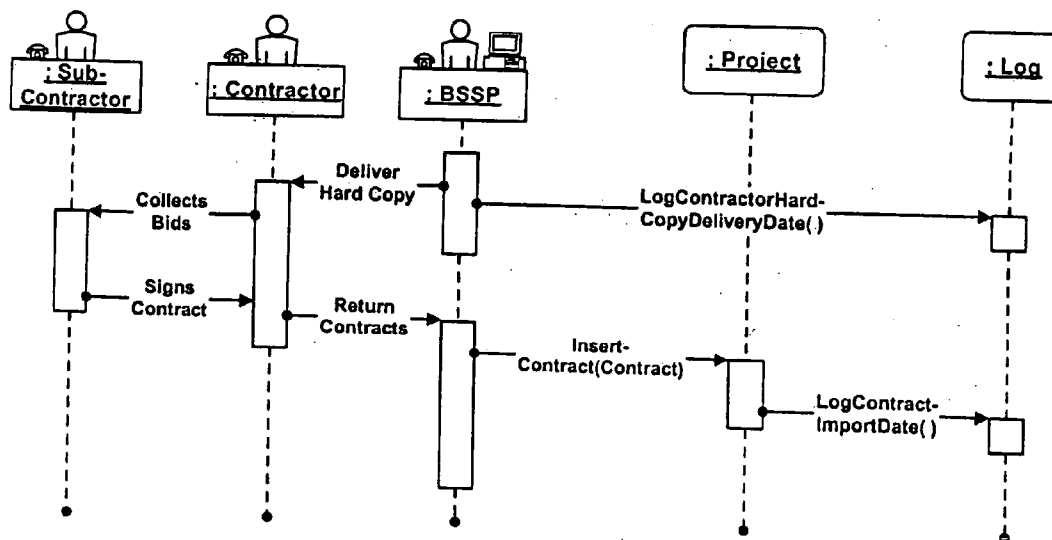 : Sub-
Contractor
: Contractor
: BSSP
: Project
: Log
Deliver
Hard Copy
Collects
Bids
LogContractorHard-
CopyDeliveryDate( )
Signs
Contract
Return
Contracts
Insert-
Contract(Contract)
LogContract-
ImportDate( )